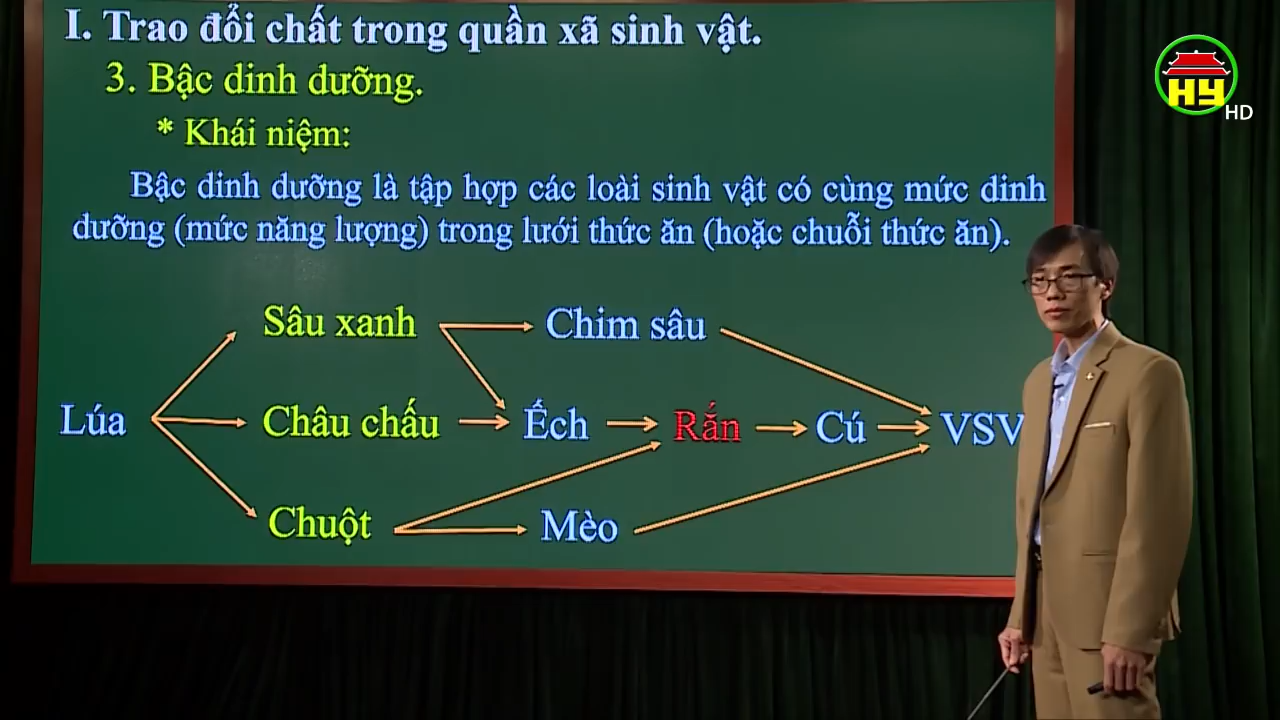 I. Trao đổi chất trong quần xã sinh vật.
3. Bậc dinh dưỡng.
* Khái niệm:
Bậc dinh dưỡng là tập hợp các loài sinh vật có cùng mức dinh
dưỡng (mức năng lượng) trong lưới thức ăn (hoặc chuỗi thức ăn).
Sâu xanh Chim sâu
Lúa Châu chấu Ếch Rắn Cú VSV
Chuột Mèo
HY
HD